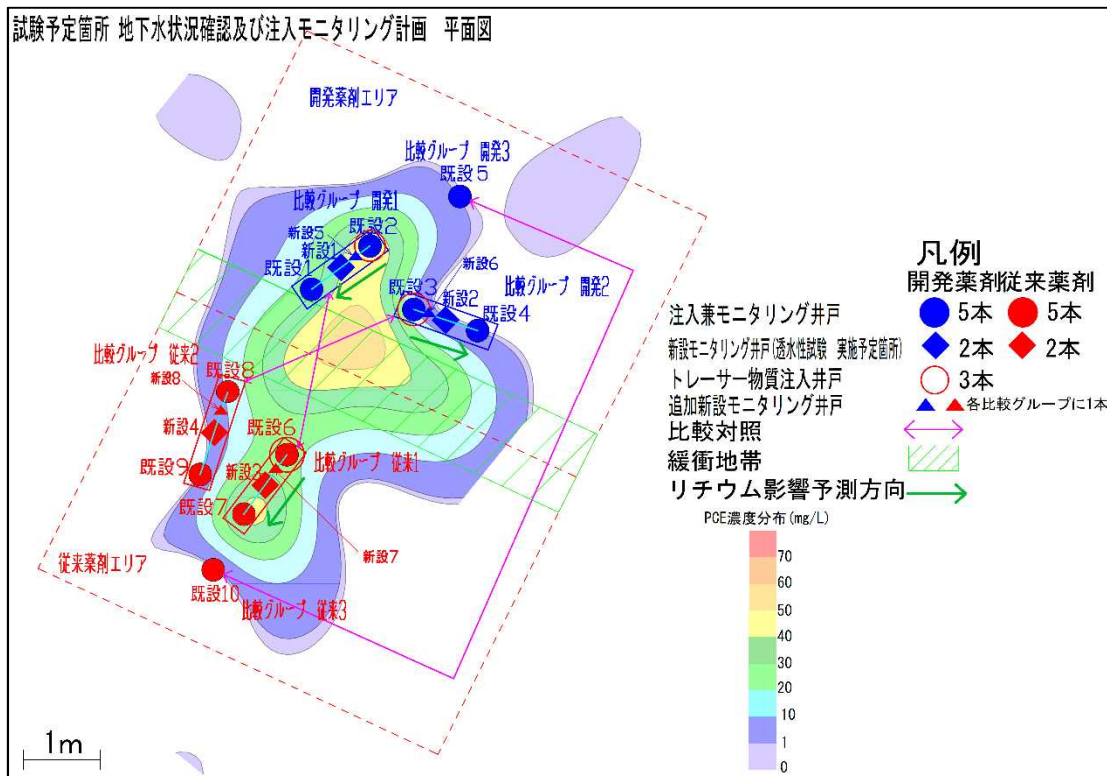 試験予定箇所 地下水状況確認及び注入モニタリング計画 平面図
開発薬剤エリア
比較グループ 開発3
既設5
比較グループ 開発1
新設5
既設2
新設1
既設1
新設6
比較グループ 開発2
既設3
新設2
既設4
比較グループ 従来2
新設8
既設8
新設4
既設9
既設6
比較グループ 従来1
新設3
既設7
新設7
従来薬剤エリア
既設10
比較グループ 従来3
1m
凡例
開発薬剤 従来薬剤
注入兼モニタリング井戸 5本 5本
新設モニタリング井戸(透水性試験 実施予定箇所) 2本 2本
トレーサー物質注入井戸 3本
追加新設モニタリング井戸 各比較グループに1本
比較対照
緩衝地帯
リチウム影響予測方向
PCE濃度分布(mg/L)
70
60
50
40
30
20
10
1
0